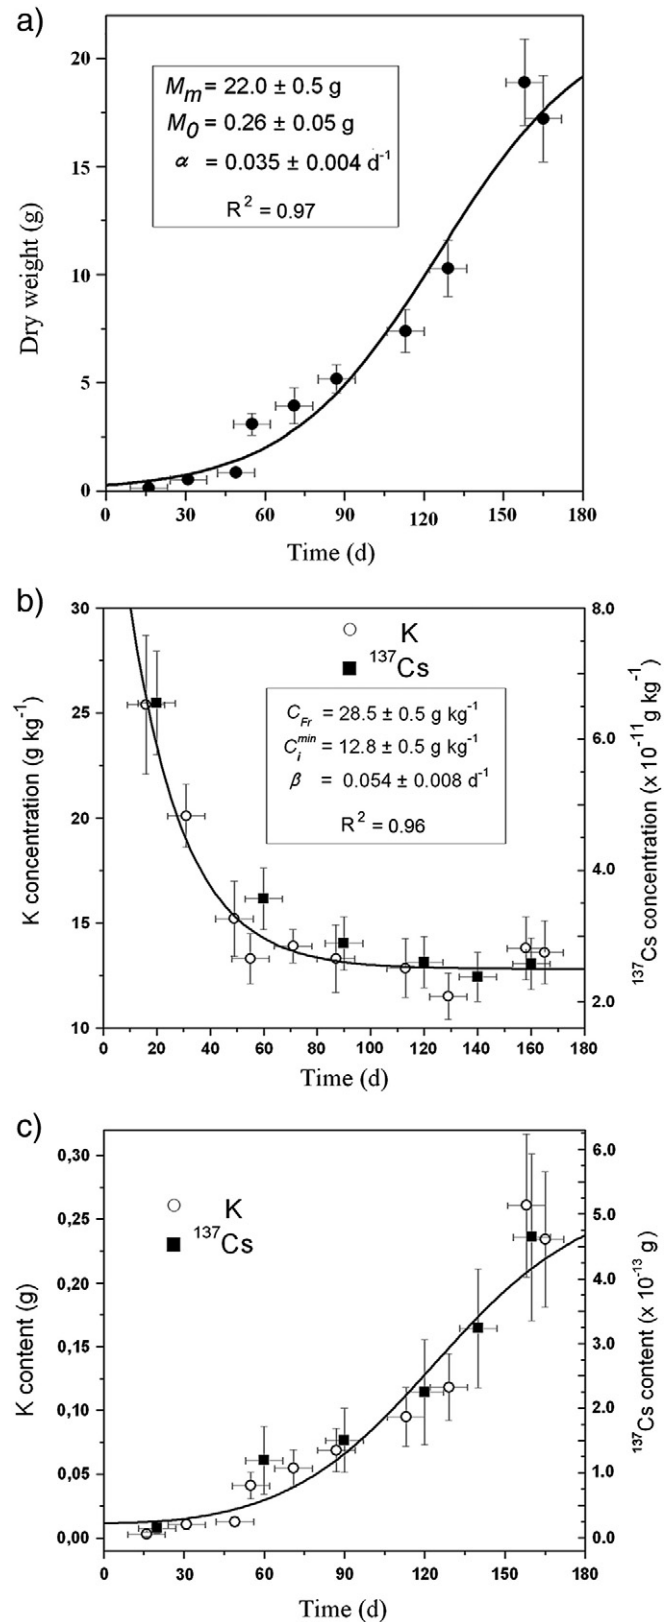 a)
20
15
10
5
0
Dry weight (g)
M_m = 22.0 ± 0.5 g
M_0 = 0.26 ± 0.05 g
α = 0.035 ± 0.004 d⁻¹
R² = 0.97
0 30 60 90 120 150 180
Time (d)
b)
30
25
20
15
10
K concentration (g kg⁻¹)
K
¹³⁷Cs
C_Fr = 28.5 ± 0.5 g kg⁻¹
C_i^min = 12.8 ± 0.5 g kg⁻¹
β = 0.054 ± 0.008 d⁻¹
R² = 0.96
8.0
6.0
4.0
2.0
¹³⁷Cs concentration (x 10⁻¹¹ g kg⁻¹)
0 20 40 60 80 100 120 140 160 180
Time (d)
c)
0,30
0,25
0,20
0,15
0,10
0,05
0,00
K content (g)
K
¹³⁷Cs
6.0
5.0
4.0
3.0
2.0
1.0
0.0
¹³⁷Cs content (x 10⁻¹³ g)
0 30 60 90 120 150 180
Time (d)